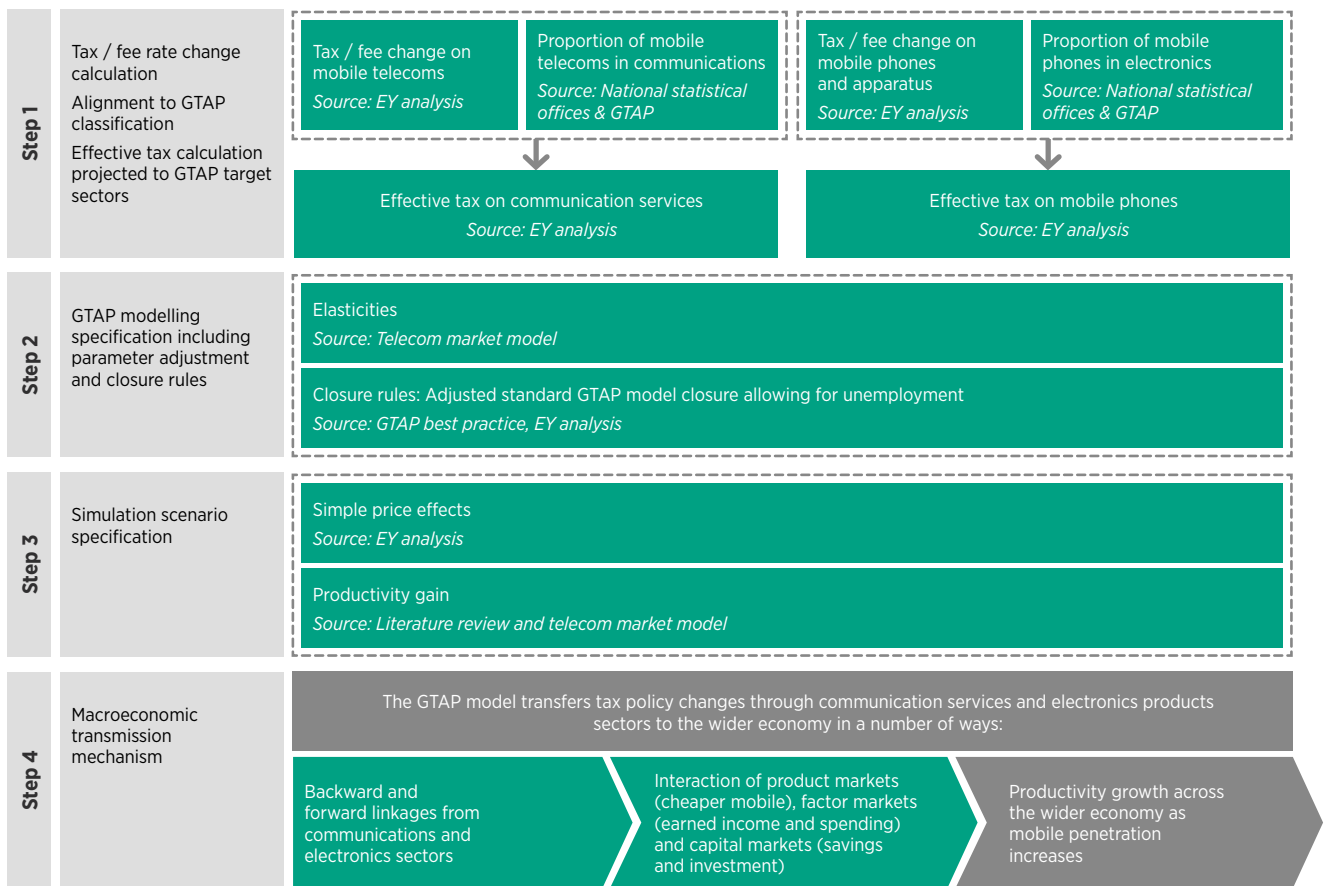 Step 1
Tax / fee rate change
calculation
Alignment to GTAP
classification
Effective tax calculation
projected to GTAP target
sectors
Tax / fee change on
mobile telecoms
Source: EY analysis
Proportion of mobile
telecoms in communications
Source: National statistical
offices & GTAP
Tax / fee change on
mobile phones
and apparatus
Source: EY analysis
Proportion of mobile
phones in electronics
Source: National statistical
offices & GTAP
Effective tax on communication services
Source: EY analysis
Effective tax on mobile phones
Source: EY analysis
Step 2
GTAP modelling
specification including
parameter adjustment
and closure rules
Elasticities
Source: Telecom market model
Closure rules: Adjusted standard GTAP model closure allowing for unemployment
Source: GTAP best practice, EY analysis
Step 3
Simulation scenario
specification
Simple price effects
Source: EY analysis
Productivity gain
Source: Literature review and telecom market model
Step 4
Macroeconomic
transmission
mechanism
The GTAP model transfers tax policy changes through communication services and electronics products
sectors to the wider economy in a number of ways:
Backward and
forward linkages from
communications and
electronics sectors
Interaction of product markets
(cheaper mobile), factor markets
(earned income and spending)
and capital markets (savings
and investment)
Productivity growth across
the wider economy as
mobile penetration
increases